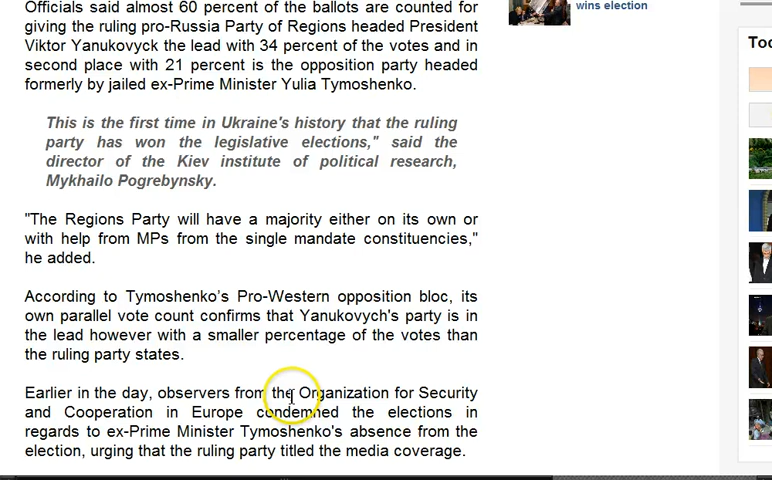 Officials said almost 60 percent of the ballots are counted for
giving the ruling pro-Russia Party of Regions headed President
Viktor Yanukovyck the lead with 34 percent of the votes and in
second place with 21 percent is the opposition party headed
formerly by jailed ex-Prime Minister Yulia Tymoshenko.
This is the first time in Ukraine's history that the ruling
party has won the legislative elections," said the
director of the Kiev institute of political research,
Mykhailo Pogrebynsky.
"The Regions Party will have a majority either on its own or
with help from MPs from the single mandate constituencies,"
he added.
According to Tymoshenko's Pro-Western opposition bloc, its
own parallel vote count confirms that Yanukovych's party is in
the lead however with a smaller percentage of the votes than
the ruling party states.
Earlier in the day, observers from the Organization for Security
and Cooperation in Europe condemned the elections in
regards to ex-Prime Minister Tymoshenko's absence from the
election, urging that the ruling party titled the media coverage.
wins election